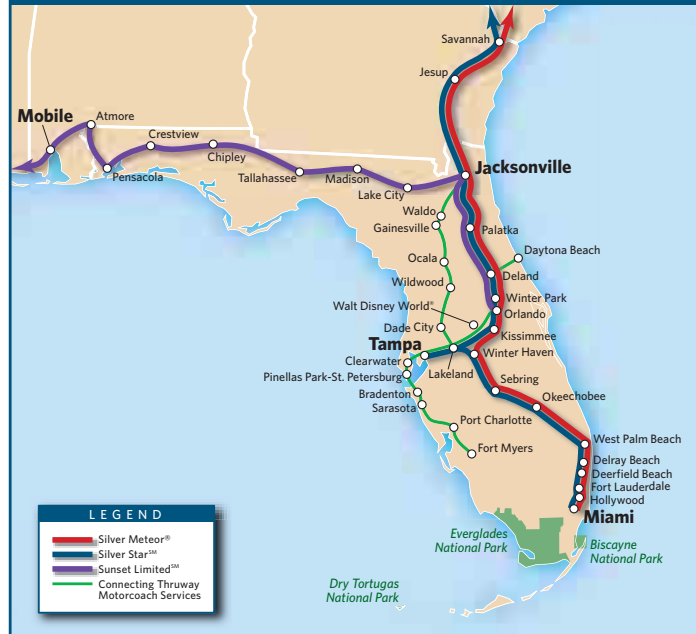 Savannah
Jesup
Mobile
Atmore
Crestview
Chipley
Pensacola
Tallahassee
Madison
Lake City
Jacksonville
Waldo
Gainesville
Palatka
Daytona Beach
Ocala
Deland
Wildwood
Winter Park
Walt Disney World®
Orlando
Dade City
Kissimmee
Tampa
Clearwater
Winter Haven
Lakeland
Pinellas Park-St. Petersburg
Sebring
Bradenton
Okeechobee
Sarasota
Port Charlotte
Fort Myers
West Palm Beach
Delray Beach
Deerfield Beach
Fort Lauderdale
Hollywood
Miami
Everglades
National Park
Biscayne
National Park
Dry Tortugas
National Park
LEGEND
Silver Meteor®
Silver Star℠
Sunset Limited℠
Connecting Thruway
Motorcoach Services